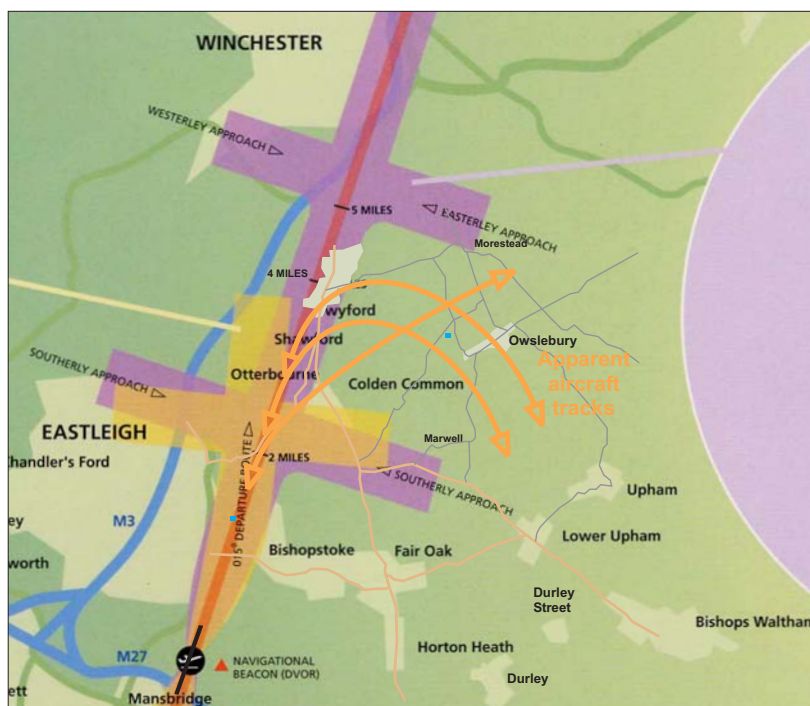 WINCHESTER
WESTERLEY APPROACH
5 MILES
EASTERLEY APPROACH
Morestead
4 MILES
wyford
Shawford
Owslebury
Otterbourne
Apparent
aircraft
tracks
SOUTHERLY APPROACH
Colden Common
EASTLEIGH
Marwell
Chandler's Ford
2 MILES
SOUTHERLY APPROACH
015° DEPARTURE ROUTE
Upham
M3
ey
Lower Upham
Bishopstoke
Fair Oak
worth
Durley
Street
Bishops Waltham
M27
Horton Heath
NAVIGATIONAL
BEACON (DVOR)
Durley
ett
Mansbridge